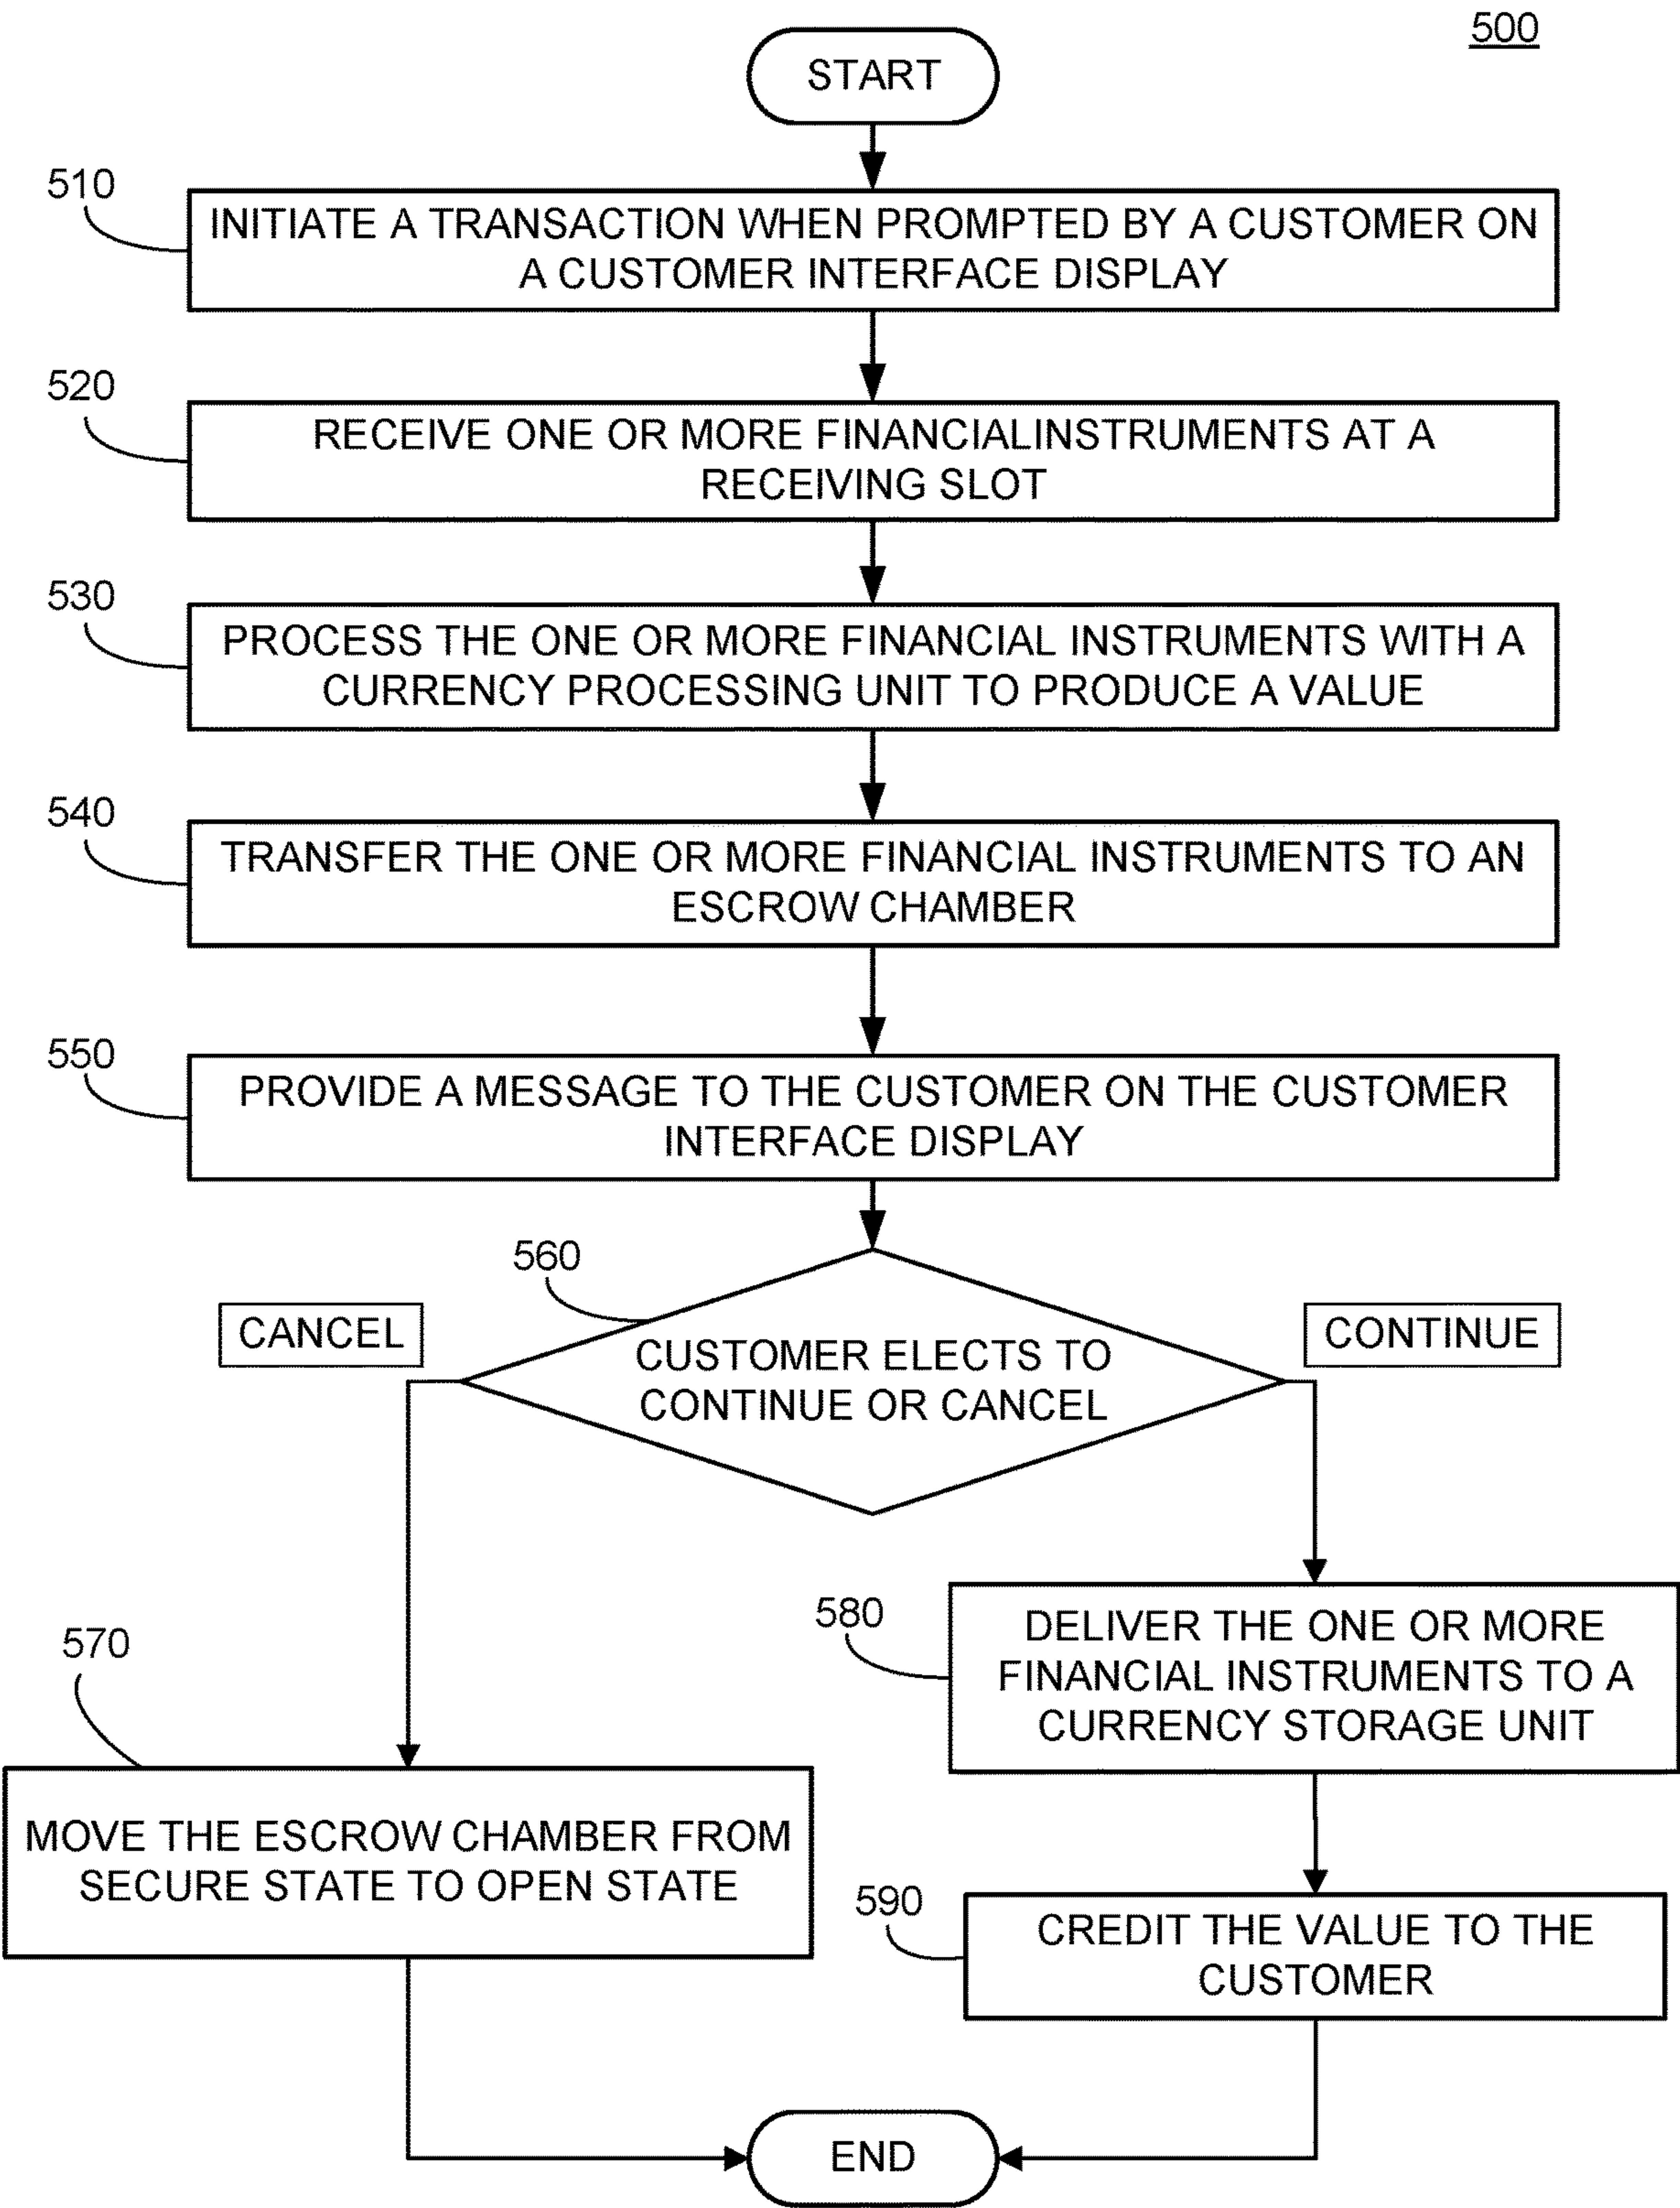 500
START
510
INITIATE A TRANSACTION WHEN PROMPTED BY A CUSTOMER ON
A CUSTOMER INTERFACE DISPLAY
520
RECEIVE ONE OR MORE FINANCIALINSTRUMENTS AT A
RECEIVING SLOT
530
PROCESS THE ONE OR MORE FINANCIAL INSTRUMENTS WITH A
CURRENCY PROCESSING UNIT TO PRODUCE A VALUE
540
TRANSFER THE ONE OR MORE FINANCIAL INSTRUMENTS TO AN
ESCROW CHAMBER
550
PROVIDE A MESSAGE TO THE CUSTOMER ON THE CUSTOMER
INTERFACE DISPLAY
560
CANCEL
CUSTOMER ELECTS TO
CONTINUE OR CANCEL
CONTINUE
570
MOVE THE ESCROW CHAMBER FROM
SECURE STATE TO OPEN STATE
580
DELIVER THE ONE OR MORE
FINANCIAL INSTRUMENTS TO A
CURRENCY STORAGE UNIT
590
CREDIT THE VALUE TO THE
CUSTOMER
END